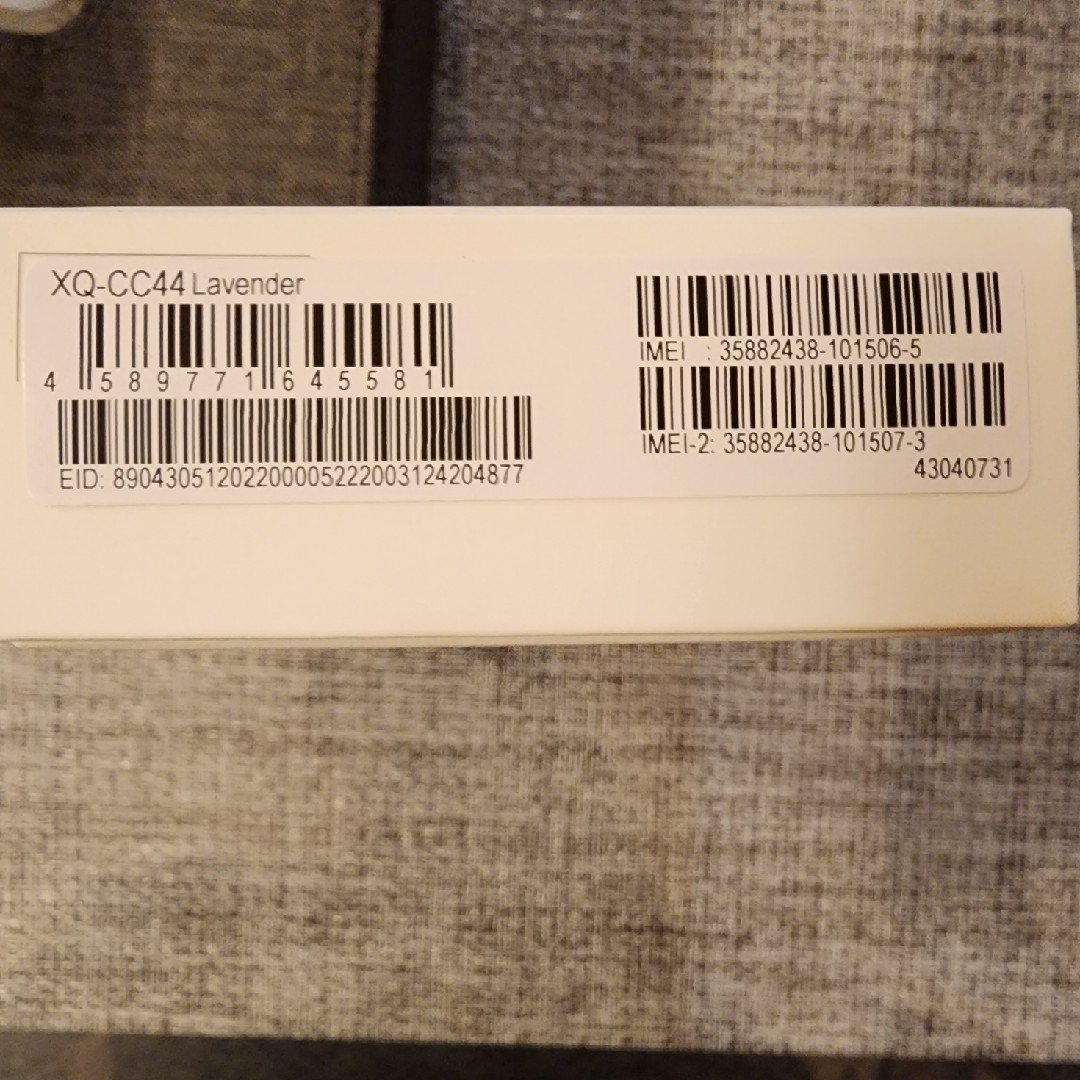 XQ-CC44 Lavender
4 589771 645581
EID: 89043051202200005222003124204877
IMEI : 35882438-101506-5
IMEI-2: 35882438-101507-3
43040731